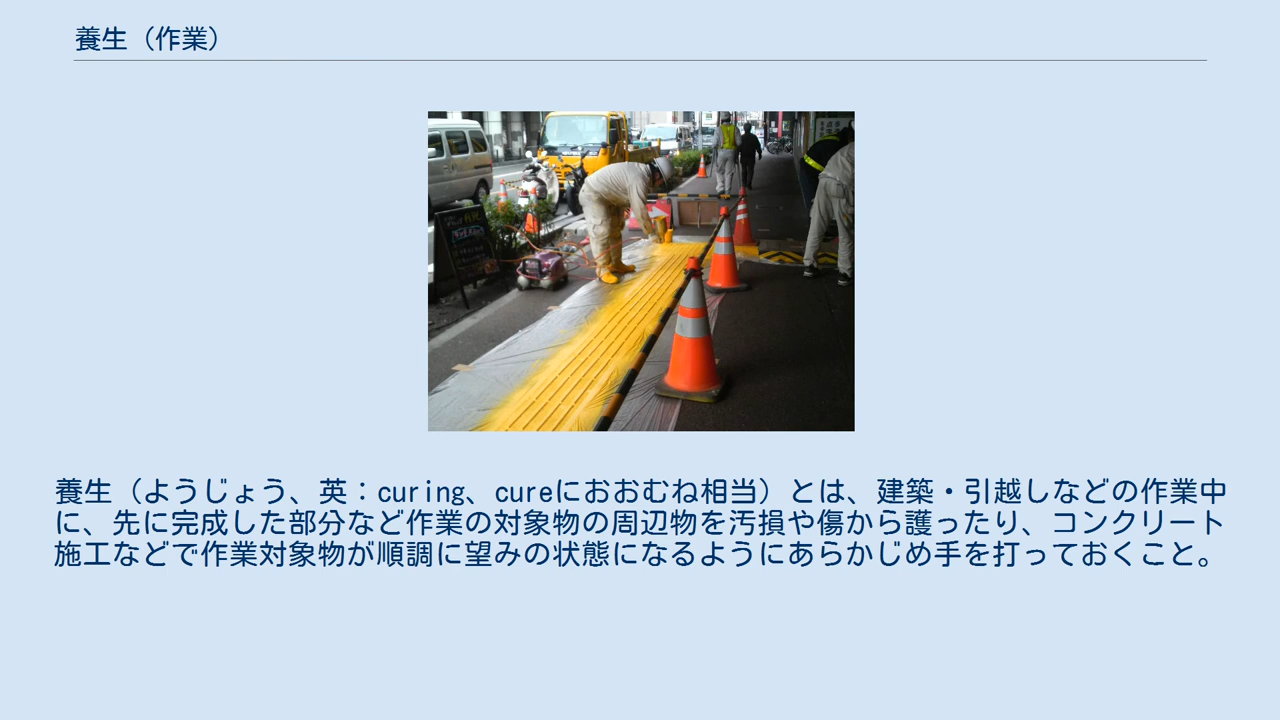 養生（作業）
養生（ようじょう、英：curing、cureにおおむね相当）とは、建築・引越しなどの作業中
に、先に完成した部分など作業の対象物の周辺物を汚損や傷から護ったり、コンクリート
施工などで作業対象物が順調に望みの状態になるようにあらかじめ手を打っておくこと。